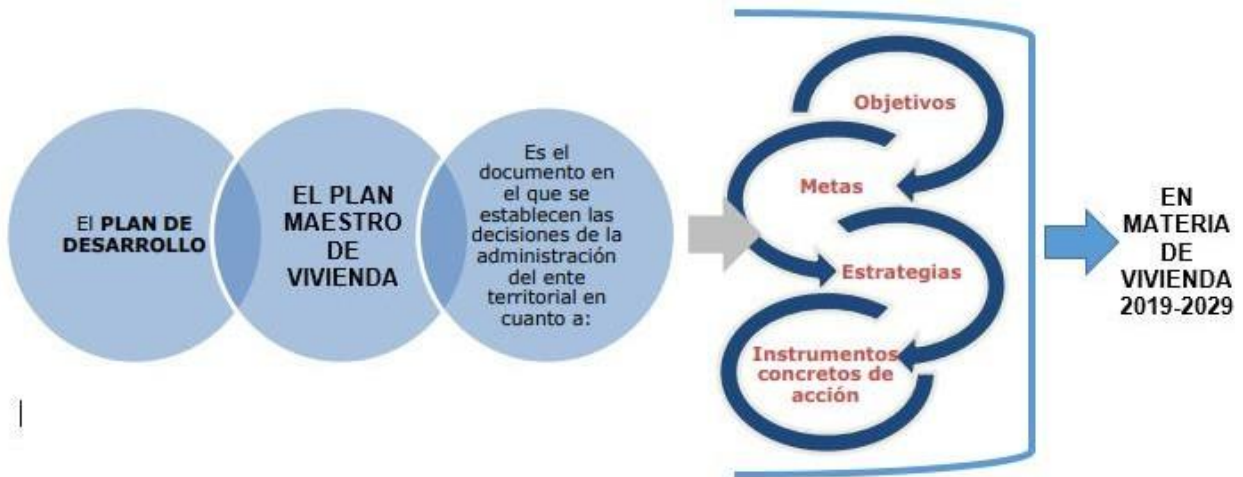 El PLAN DE
DESARROLLO
EL PLAN
MAESTRO
DE
VIVIENDA
Es el
documento en
el que se
establecen las
decisiones de la
administración
del ente
territorial en
cuanto a:
Objetivos
Metas
Estrategias
Instrumentos
concretos de
acción
EN
MATERIA
DE
VIVIENDA
2019-2029